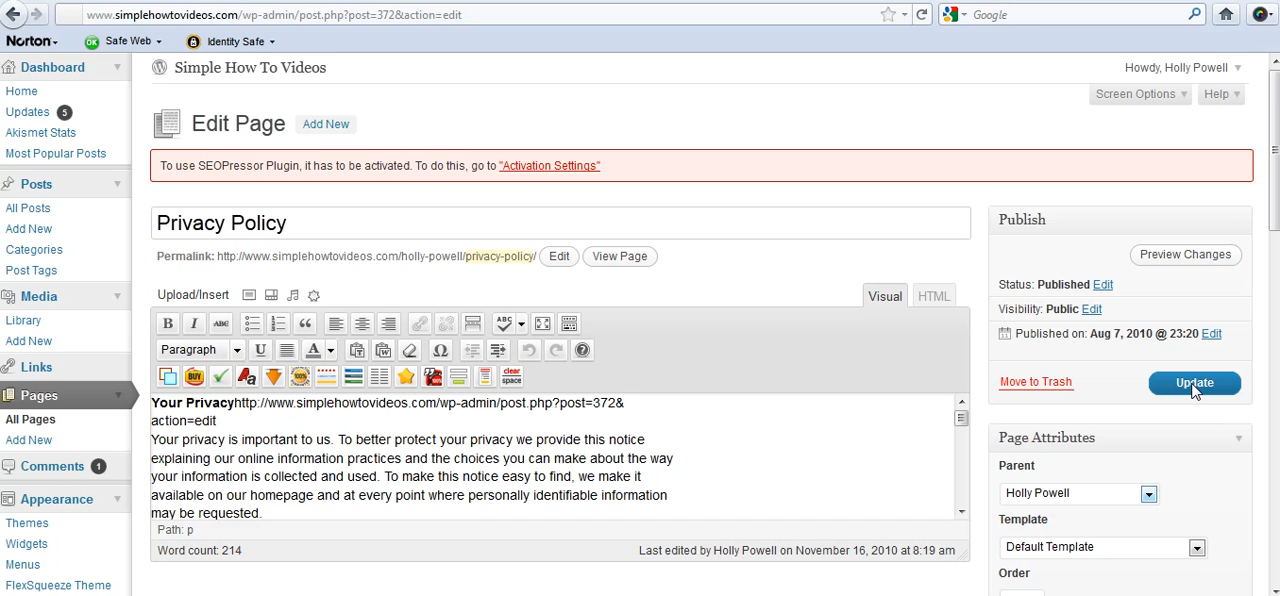 www.simplehowtovideos.com/wp-admin/post.php?post=372&action=edit
Google
Norton
OK Safe Web
Identity Safe
Dashboard
Home
Updates 5
Akismet Stats
Most Popular Posts
Posts
All Posts
Add New
Categories
Post Tags
Media
Library
Add New
Links
Pages
All Pages
Add New
Comments 1
Appearance
Themes
Widgets
Menus
FlexSqueeze Theme
Simple How To Videos
Howdy, Holly Powell
Screen Options
Help
Edit Page
Add New
To use SEOPressor Plugin, it has to be activated. To do this, go to "Activation Settings"
Privacy Policy
Permalink: http://www.simplehowtovideos.com/holly-powell/privacy-policy/
Edit
View Page
Upload/Insert
Visual
HTML
B I ABC
ABC
Paragraph
U
A
Ω
BUY
clear space
Your Privacyhttp://www.simplehowtovideos.com/wp-admin/post.php?post=372&
action=edit
Your privacy is important to us. To better protect your privacy we provide this notice
explaining our online information practices and the choices you can make about the way
your information is collected and used. To make this notice easy to find, we make it
available on our homepage and at every point where personally identifiable information
may be requested.
Path: p
Word count: 214
Last edited by Holly Powell on November 16, 2010 at 8:19 am
Publish
Preview Changes
Status: Published Edit
Visibility: Public Edit
Published on: Aug 7, 2010 @ 23:20 Edit
Move to Trash
Update
Page Attributes
Parent
Holly Powell
Template
Default Template
Order